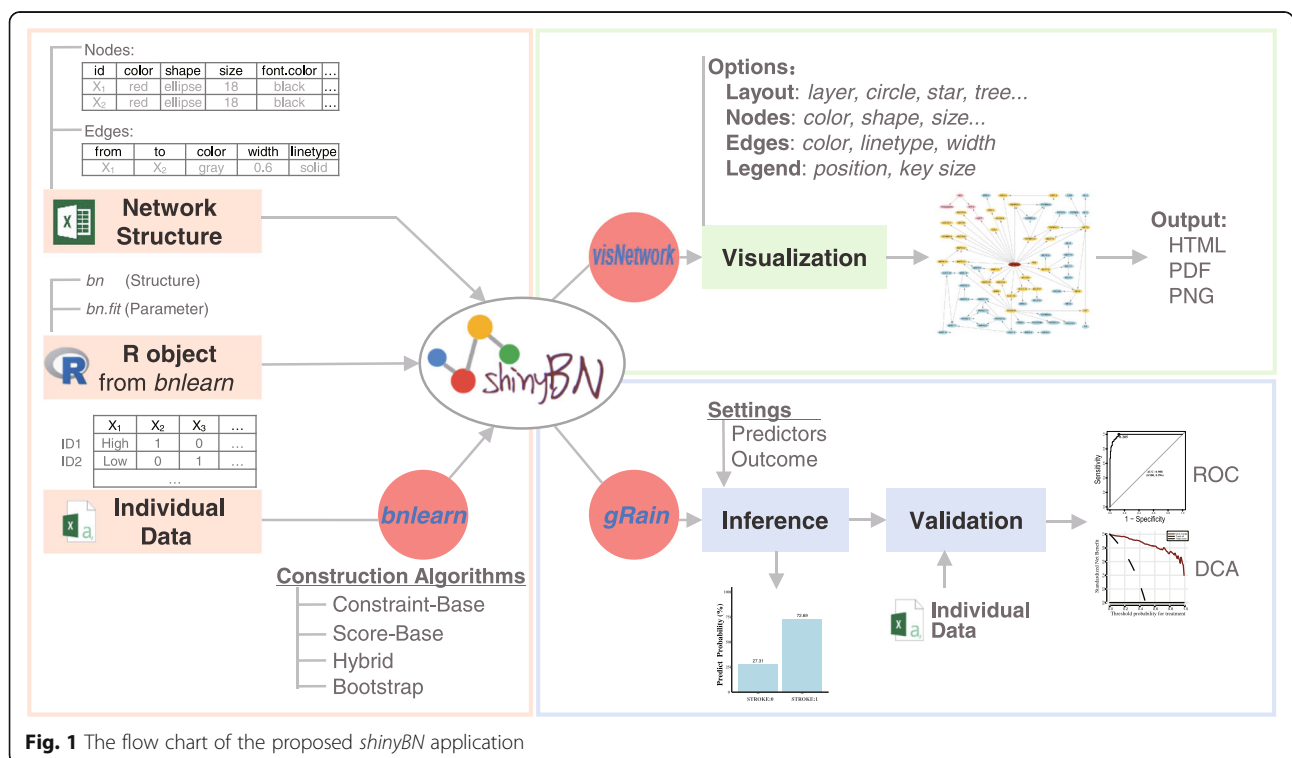 Nodes:
id color shape size font.color ...
X1 red ellipse 18 black ...
X2 red ellipse 18 black ...
Edges:
from to color width linetype
X1 X2 gray 0.6 solid
Network
Structure
bn (Structure)
bn.fit (Parameter)
R object
from bnlearn
X1 X2 X3 ...
ID1 High 1 0 ...
ID2 Low 0 1 ...
...
Individual
Data
bnlearn
Construction Algorithms
Constraint-Base
Score-Base
Hybrid
Bootstrap
shinyBN
visNetwork
Options:
Layout: layer, circle, star, tree...
Nodes: color, shape, size...
Edges: color, linetype, width
Legend: position, key size
Visualization
Output:
HTML
PDF
PNG
gRain
Settings
Predictors
Outcome
Inference
Validation
Individual
Data
Predict Probability (%)
27.31
72.69
STROKE:0 STROKE:1
Sensitivity
1 − Specificity
ROC
Standardized Net Benefit
Threshold probability for treatment
DCA
Fig. 1 The flow chart of the proposed shinyBN application